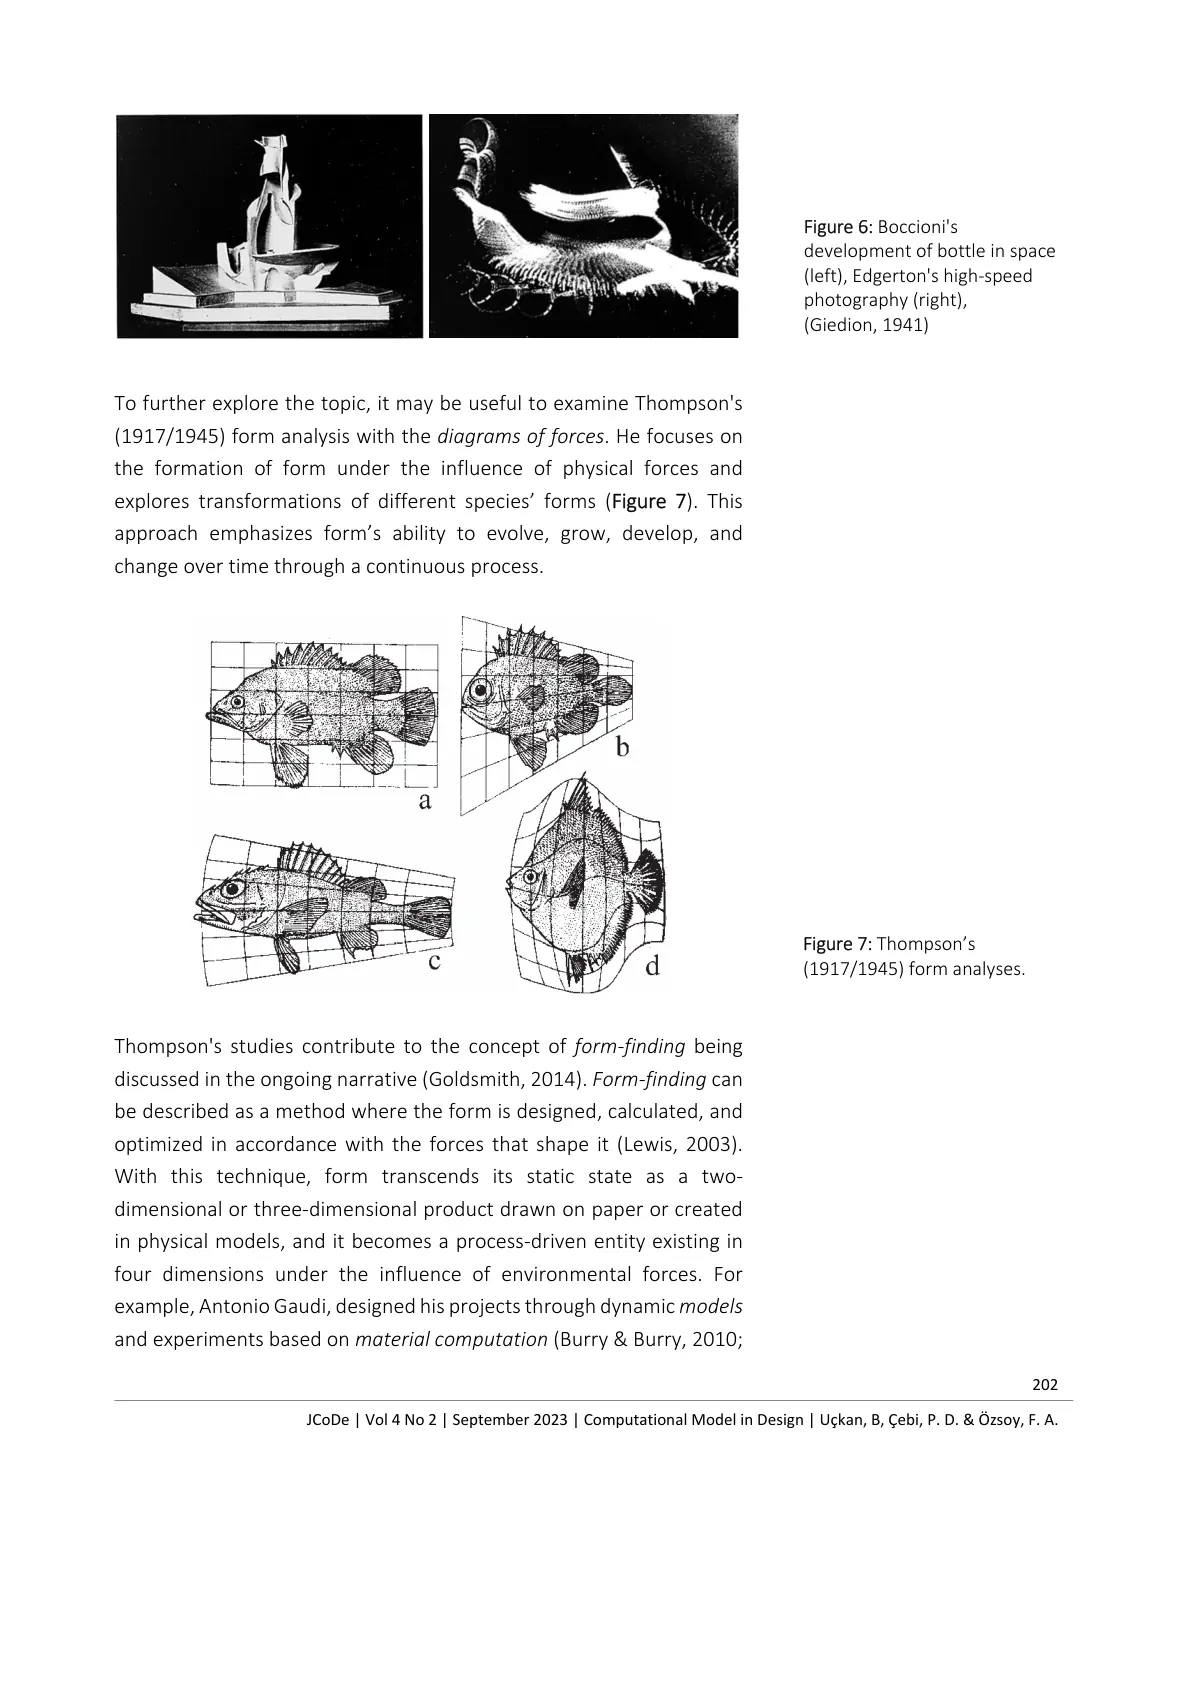 Figure 6: Boccioni's
development of bottle in space
(left), Edgerton's high-speed
photography (right),
(Giedion, 1941)
To further explore the topic, it may be useful to examine Thompson's
(1917/1945) form analysis with the diagrams of forces. He focuses on
the formation of form under the influence of physical forces and
explores transformations of different species’ forms (Figure 7). This
approach emphasizes form’s ability to evolve, grow, develop, and
change over time through a continuous process.
a
b
c
d
Figure 7: Thompson’s
(1917/1945) form analyses.
Thompson's studies contribute to the concept of form-finding being
discussed in the ongoing narrative (Goldsmith, 2014). Form-finding can
be described as a method where the form is designed, calculated, and
optimized in accordance with the forces that shape it (Lewis, 2003).
With this technique, form transcends its static state as a two-
dimensional or three-dimensional product drawn on paper or created
in physical models, and it becomes a process-driven entity existing in
four dimensions under the influence of environmental forces. For
example, Antonio Gaudi, designed his projects through dynamic models
and experiments based on material computation (Burry & Burry, 2010;
202
JCoDe | Vol 4 No 2 | September 2023 | Computational Model in Design | Uçkan, B, Çebi, P. D. & Özsoy, F. A.